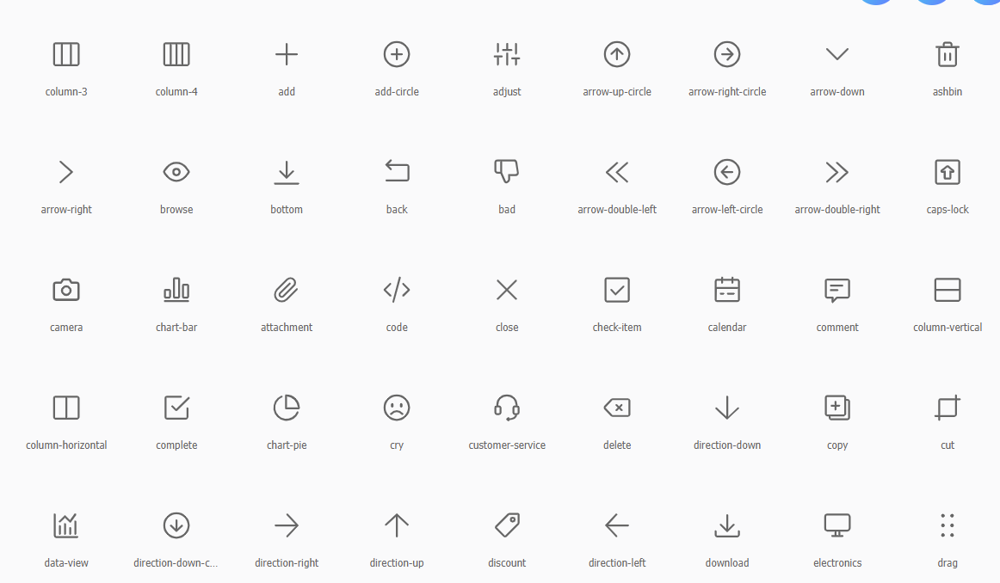 column-3 column-4 add add-circle adjust arrow-up-circle arrow-right-circle arrow-down ashbin
arrow-right browse bottom back bad arrow-double-left arrow-left-circle arrow-double-right caps-lock
camera chart-bar attachment code close check-item calendar comment column-vertical
column-horizontal complete chart-pie cry customer-service delete direction-down copy cut
data-view direction-down-c... direction-right direction-up discount direction-left download electronics drag